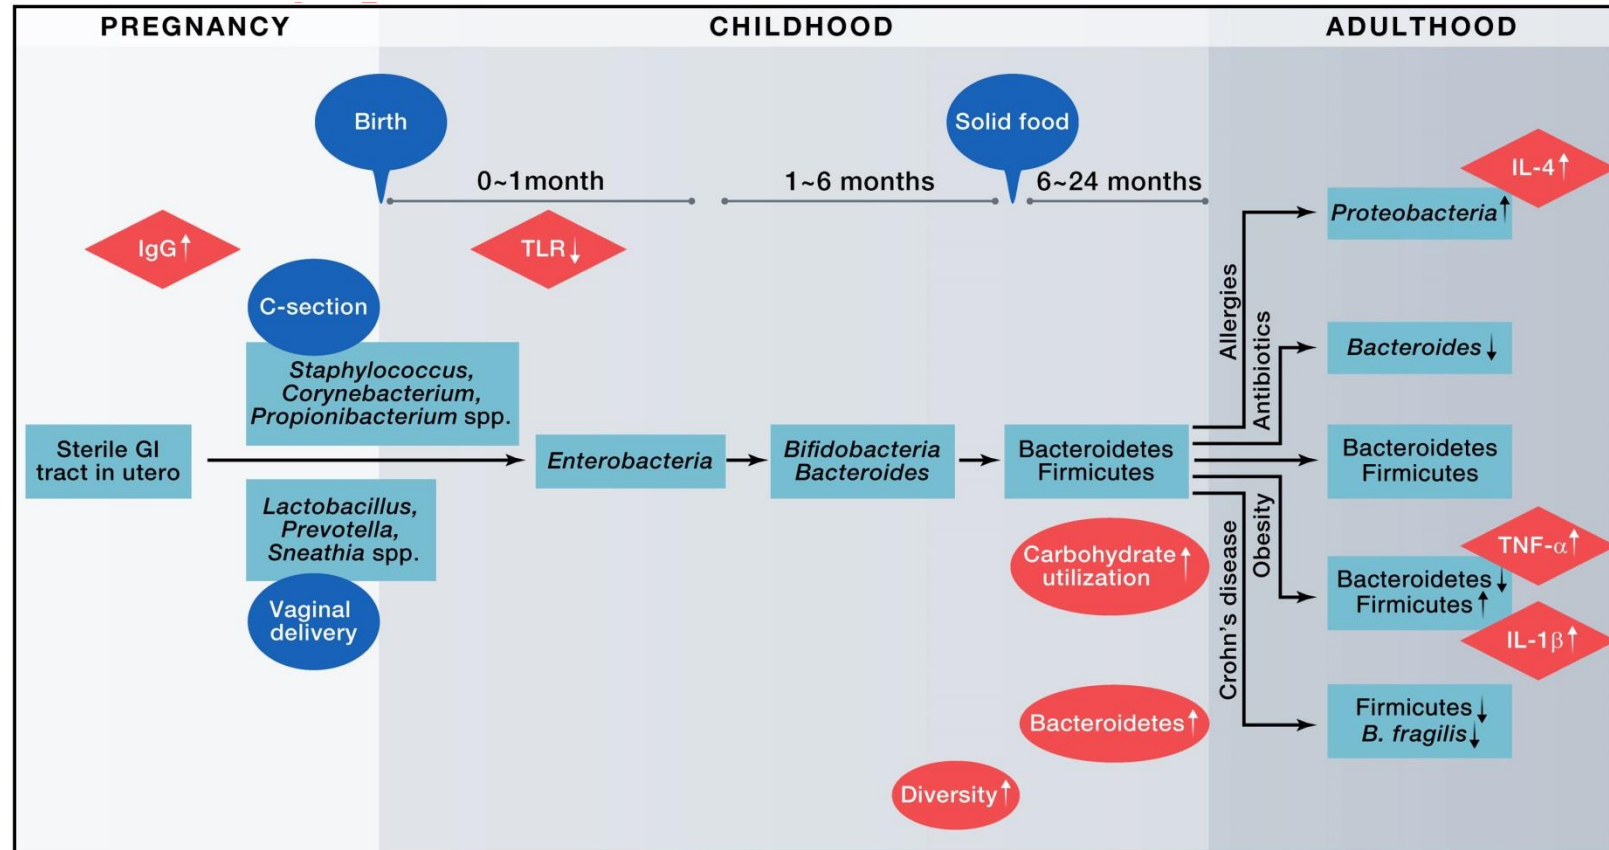 PREGNANCY
CHILDHOOD
ADULTHOOD
Birth
Solid food
0~1month
1~6 months
6~24 months
IgG↑
TLR↓
IL-4↑
Proteobacteria↑
C-section
Staphylococcus,
Corynebacterium,
Propionibacterium spp.
Allergies
Antibiotics
Bacteroides↓
Sterile GI
tract in utero
Enterobacteria
Bifidobacteria
Bacteroides
Bacteroidetes
Firmicutes
Bacteroidetes
Firmicutes
Lactobacillus,
Prevotella,
Sneathia spp.
Vaginal
delivery
Carbohydrate↑
utilization
Crohn's disease
Obesity
TNF-α↑
Bacteroidetes↓
Firmicutes↑
IL-1β↑
Bacteroidetes↑
Firmicutes↓
B. fragilis↓
Diversity↑